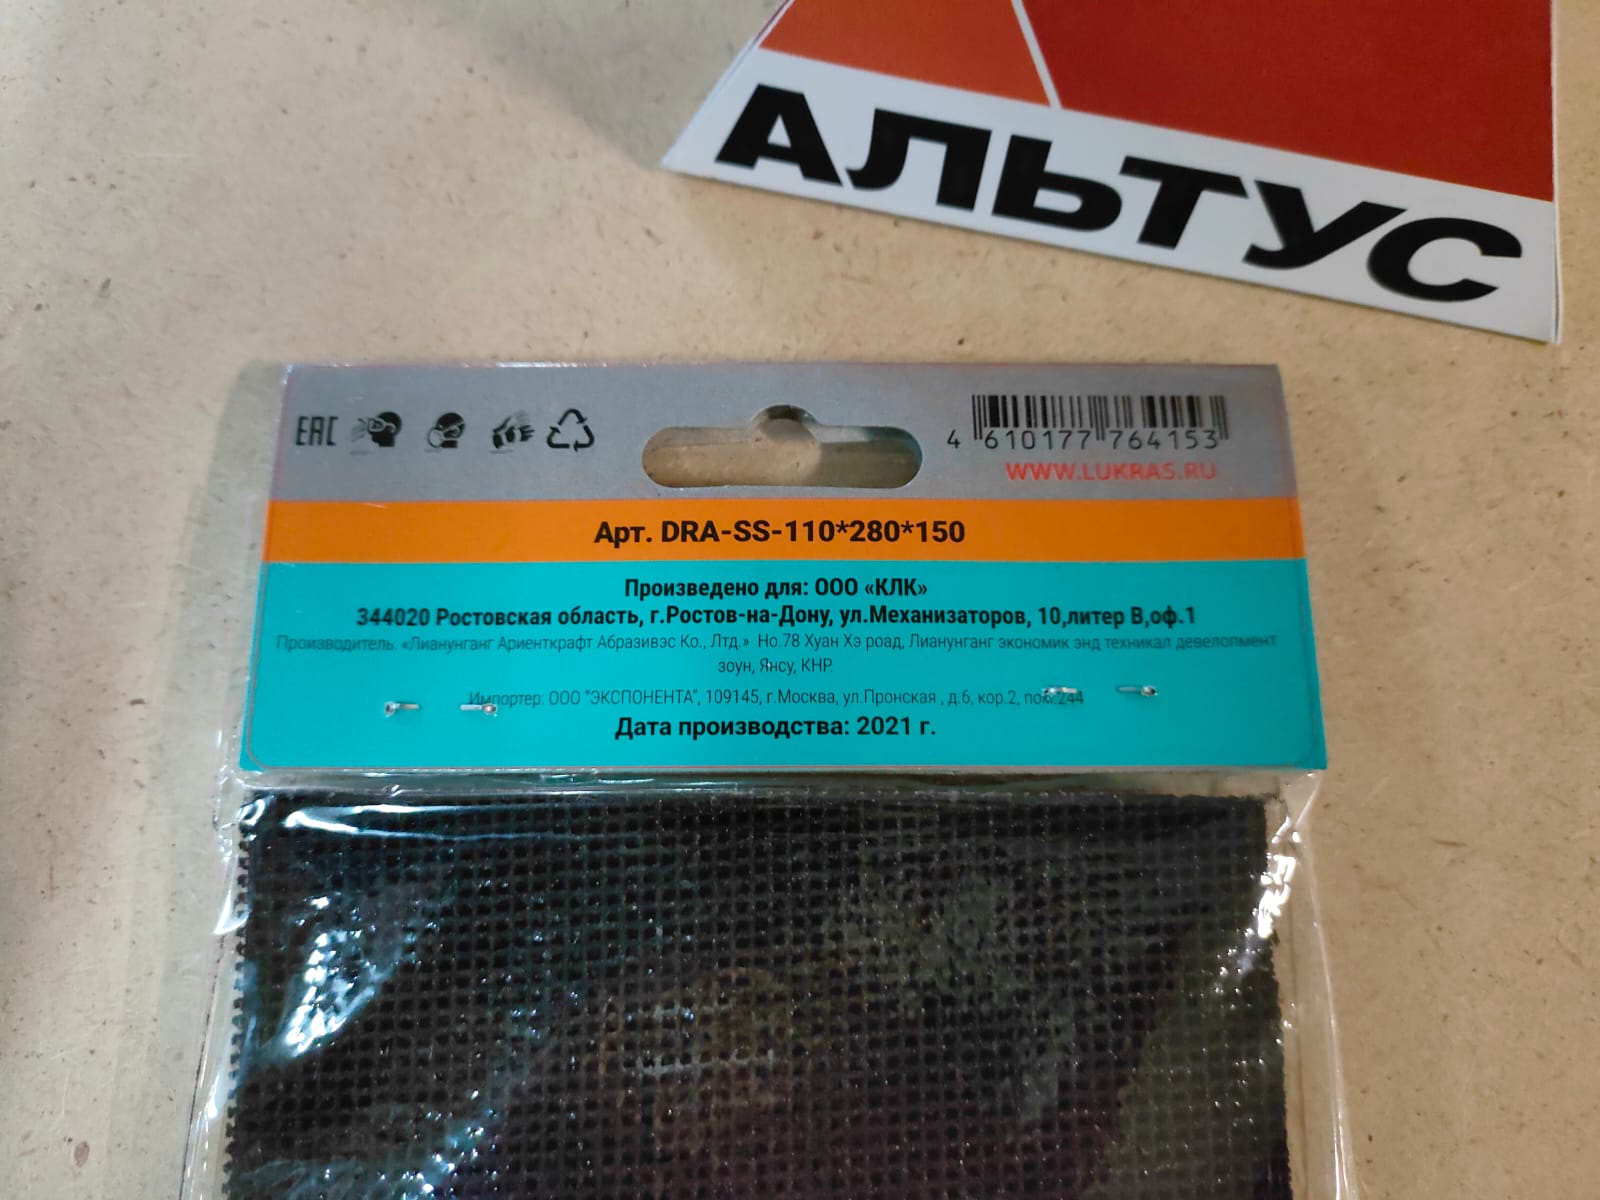 АЛЬТУС
EAC
4 610177 764153
WWW.LUKRAS.RU
Арт. DRA-SS-110*280*150
Произведено для: ООО «КЛК»
344020 Ростовская область, г.Ростов-на-Дону, ул.Механизаторов, 10,литер В,оф.1
Производитель: «Лианунганг Ариенткрафт Абразивэс Ко., Лтд.» Но.78 Хуан Хэ роад, Лианунганг экономик энд техникал девелопмент
зоун, Янсу, КНР.
Импортер: ООО "ЭКСПОНЕНТА", 109145, г.Москва, ул.Пронская , д.6, кор.2, пом.244
Дата производства: 2021 г.